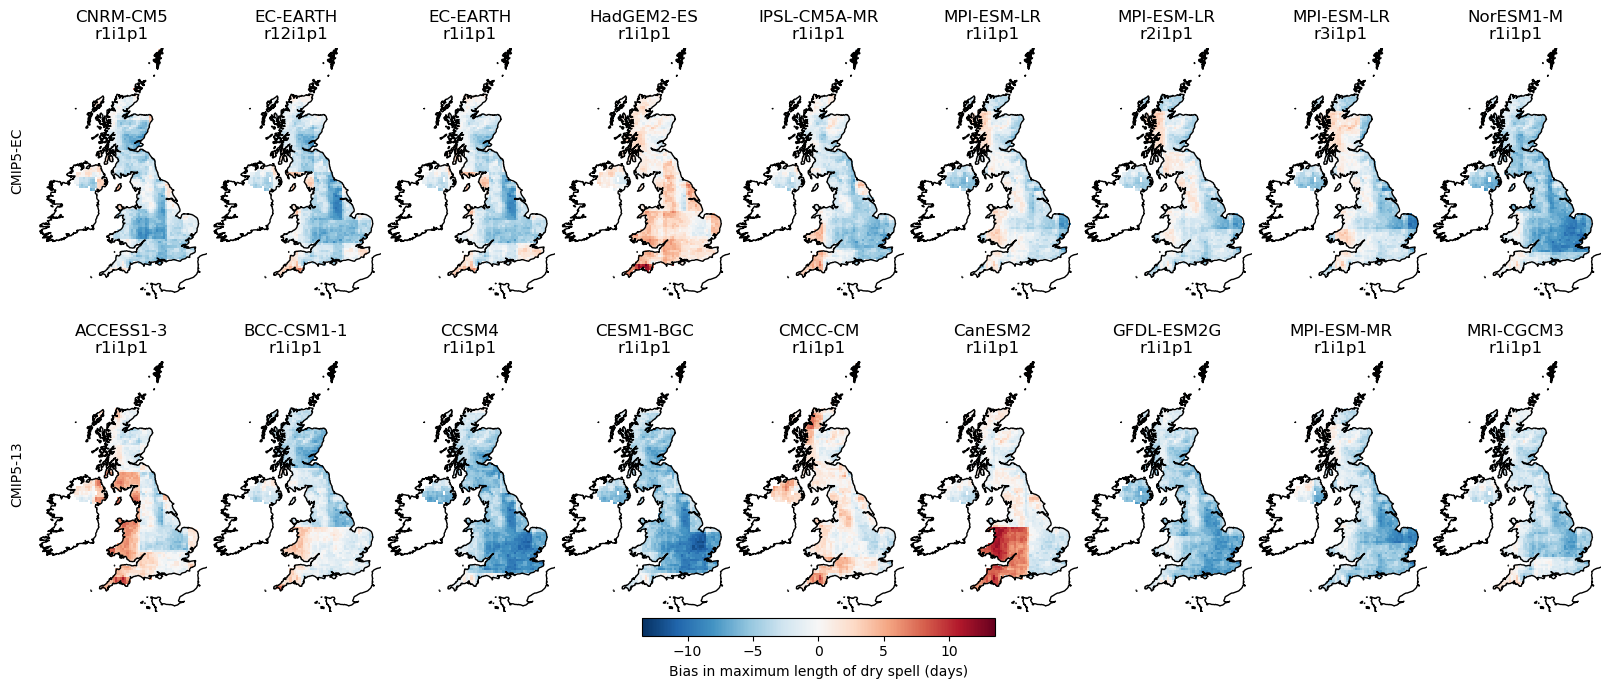 CNRM-CM5 EC-EARTH EC-EARTH HadGEM2-ES IPSL-CM5A-MR MPI-ESM-LR MPI-ESM-LR MPI-ESM-LR NorESM1-M
r1i1p1 r12i1p1 r1i1p1 r1i1p1 r1i1p1 r1i1p1 r2i1p1 r3i1p1 r1i1p1
CMIP5-EC
ACCESS1-3 BCC-CSM1-1 CCSM4 CESM1-BGC CMCC-CM CanESM2 GFDL-ESM2G MPI-ESM-MR MRI-CGCM3
r1i1p1 r1i1p1 r1i1p1 r1i1p1 r1i1p1 r1i1p1 r1i1p1 r1i1p1 r1i1p1
CMIP5-13
−10 −5 0 5 10
Bias in maximum length of dry spell (days)